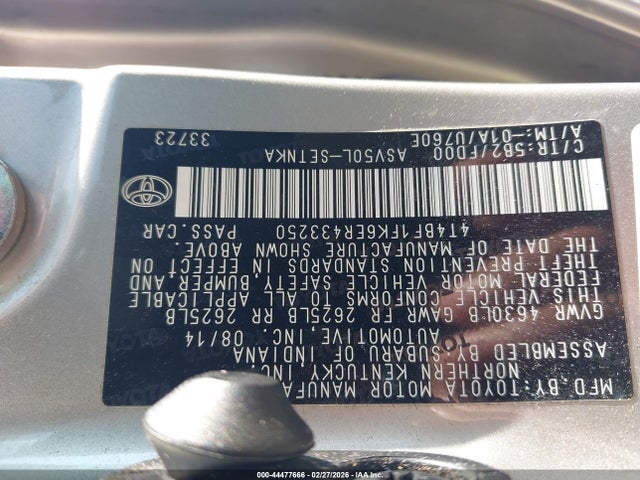 MFD. BY: TOYOTA MOTOR MANUFA
NORTHERN KENTUCKY, INC.
ASSEMBLED BY: SUBARU OF INDIANA
AUTOMOTIVE, INC. 08/14
GVWR 4630LB GAWR FR 2625LB RR 2625LB
THIS VEHICLE CONFORMS TO ALL APPLICABLE
FEDERAL MOTOR VEHICLE SAFETY, BUMPER, AND
THEFT PREVENTION STANDARDS IN EFFECT ON
THE DATE OF MANUFACTURE SHOWN ABOVE.
4T4BF1FK6ER433250 PASS. CAR
ASV50L-SETNKA
C/TR:5B2/FD00
A/TM:-01A/U760E 33723
000-44477666 02/27/2026 IAA Inc.